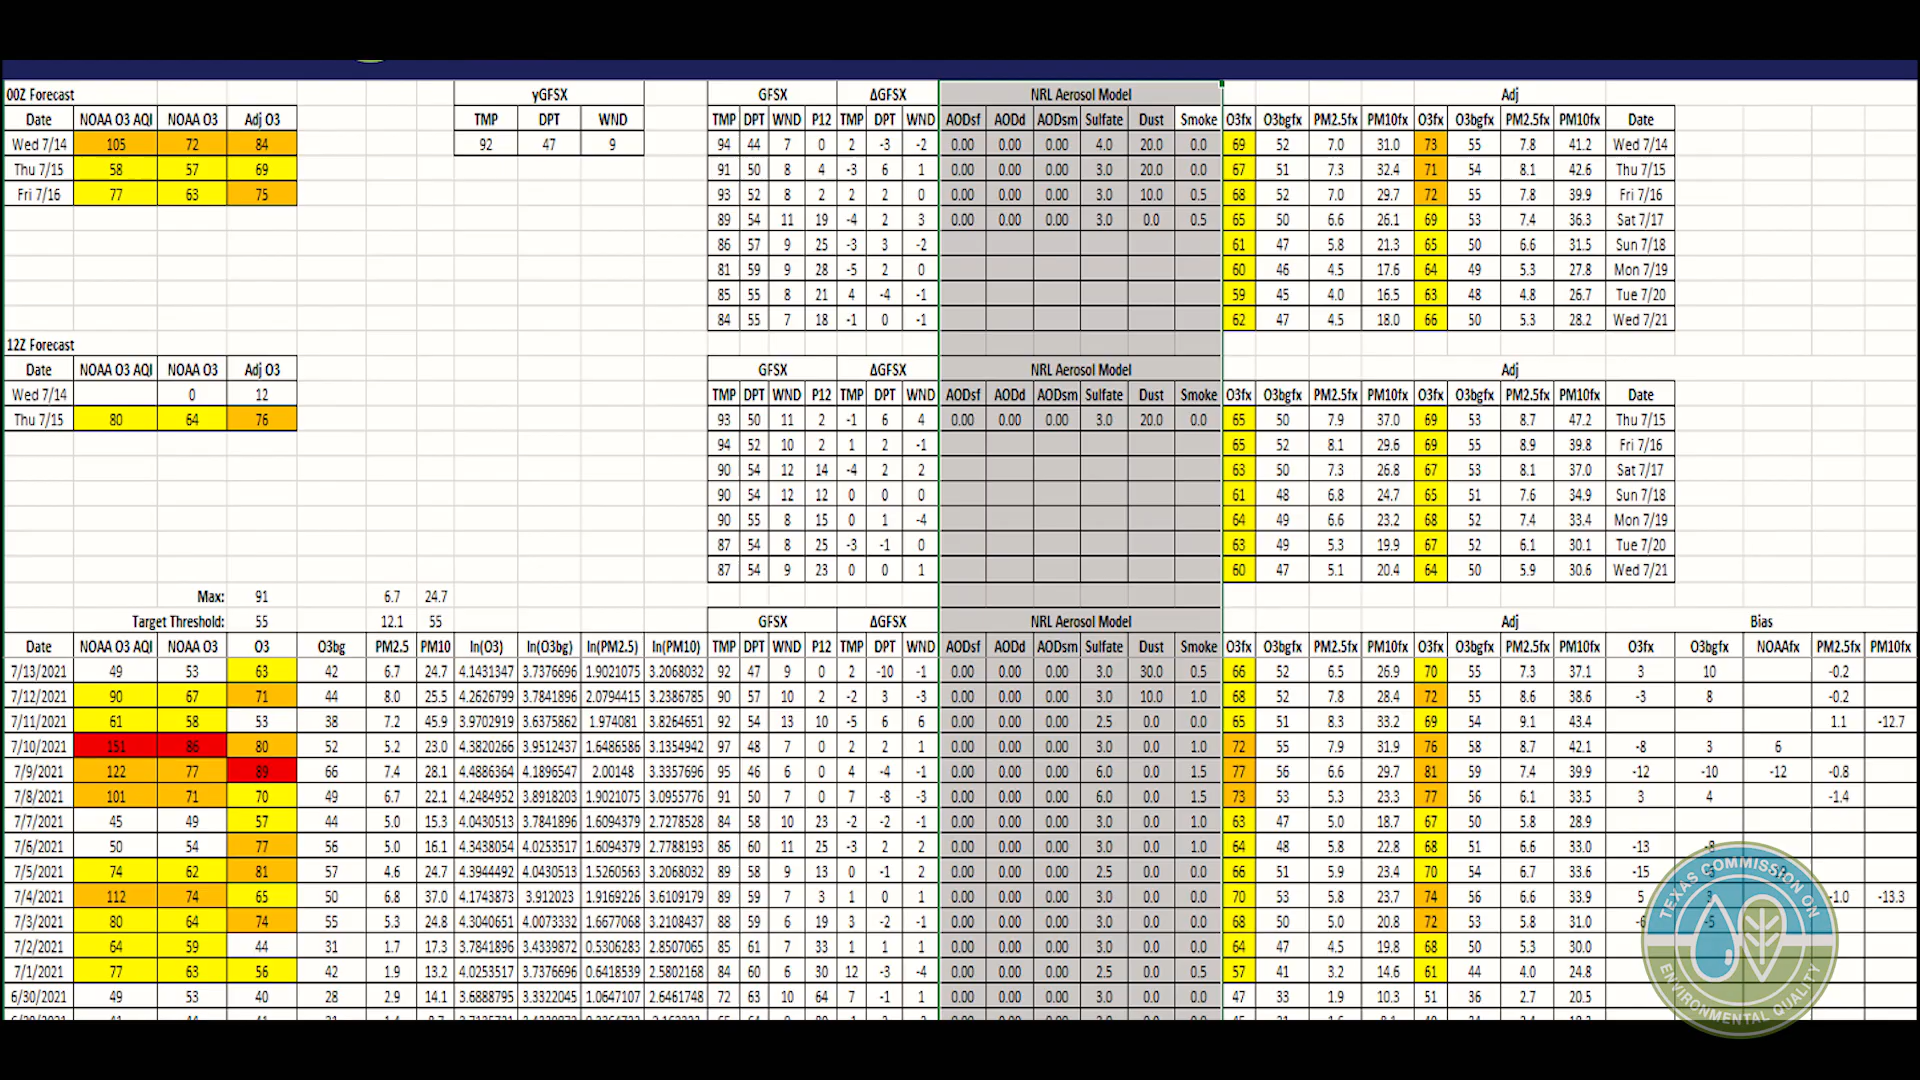 00Z Forecast yGFSX GFSX ΔGFSX NRL Aerosol Model Adj
Date NOAA O3 AQI NOAA O3 Adj O3 TMP DPT WND TMP DPT WND P12 TMP DPT WND AODsf AODd AODsm Sulfate Dust Smoke O3fx O3bgfx PM2.5fx PM10fx O3fx O3bgfx PM2.5fx PM10fx Date
Wed 7/14 105 72 84 92 47 9 94 44 7 0 2 -3 -2 0.00 0.00 0.00 4.0 20.0 0.0 69 52 7.0 31.0 73 55 7.8 41.2 Wed 7/14
Thu 7/15 58 57 69 91 50 8 4 -3 6 1 0.00 0.00 0.00 3.0 20.0 0.0 67 51 7.3 32.4 71 54 8.1 42.6 Thu 7/15
Fri 7/16 77 63 75 93 52 8 2 2 2 0 0.00 0.00 0.00 3.0 10.0 0.5 68 52 7.0 29.7 72 55 7.8 39.9 Fri 7/16
89 54 11 19 -4 2 3 0.00 0.00 0.00 3.0 0.0 0.5 65 50 6.6 26.1 69 53 7.4 36.3 Sat 7/17
86 57 9 25 -3 3 -2 61 47 5.8 21.3 65 50 6.6 31.5 Sun 7/18
81 59 9 28 -5 2 0 60 46 4.5 17.6 64 49 5.3 27.8 Mon 7/19
85 55 8 21 4 -4 -1 59 45 4.0 16.5 63 48 4.8 26.7 Tue 7/20
84 55 7 18 -1 0 -1 62 47 4.5 18.0 66 50 5.3 28.2 Wed 7/21
12Z Forecast
Date NOAA O3 AQI NOAA O3 Adj O3 GFSX ΔGFSX NRL Aerosol Model Adj
Wed 7/14 0 12 TMP DPT WND P12 TMP DPT WND AODsf AODd AODsm Sulfate Dust Smoke O3fx O3bgfx PM2.5fx PM10fx O3fx O3bgfx PM2.5fx PM10fx Date
Thu 7/15 80 64 76 93 50 11 2 -1 6 4 0.00 0.00 0.00 3.0 20.0 0.0 65 50 7.9 37.0 69 53 8.7 47.2 Thu 7/15
94 52 10 2 1 2 -1 65 52 8.1 29.6 69 55 8.9 39.8 Fri 7/16
90 54 12 14 -4 2 2 63 50 7.3 26.8 67 53 8.1 37.0 Sat 7/17
90 54 12 12 0 0 0 61 48 6.8 24.7 65 51 7.6 34.9 Sun 7/18
90 55 8 15 0 1 -4 64 49 6.6 23.2 68 52 7.4 33.4 Mon 7/19
87 54 8 25 -3 -1 0 63 49 5.3 19.9 67 52 6.1 30.1 Tue 7/20
87 54 9 23 0 0 1 60 47 5.1 20.4 64 50 5.9 30.6 Wed 7/21
Max: 91 6.7 24.7
Target Threshold: 55 12.1 55 GFSX ΔGFSX NRL Aerosol Model Adj Bias
Date NOAA O3 AQI NOAA O3 O3 O3bg PM2.5 PM10 ln(O3) ln(O3bg) ln(PM2.5) ln(PM10) TMP DPT WND P12 TMP DPT WND AODsf AODd AODsm Sulfate Dust Smoke O3fx O3bgfx PM2.5fx PM10fx O3fx O3bgfx PM2.5fx PM10fx O3fx O3bgfx NOAAfx PM2.5fx PM10fx
7/13/2021 49 53 63 42 6.7 24.7 4.1431347 3.7376696 1.9021075 3.2068032 92 47 9 0 2 -10 -1 0.00 0.00 0.00 3.0 30.0 0.5 66 52 6.5 26.9 70 55 7.3 37.1 3 10 -0.2
7/12/2021 90 67 71 44 8.0 25.5 4.2626799 3.7841896 2.0794415 3.2386785 90 57 10 2 -2 3 -3 0.00 0.00 0.00 3.0 10.0 1.0 68 52 7.8 28.4 72 55 8.6 38.6 -3 8 -0.2
7/11/2021 61 58 53 38 7.2 45.9 3.9702919 3.6375862 1.974081 3.8264651 92 54 13 10 -5 6 6 0.00 0.00 0.00 2.5 0.0 0.0 65 51 8.3 33.2 69 54 9.1 43.4 1.1 -12.7
7/10/2021 151 86 80 52 5.2 23.0 4.3820266 3.9512437 1.6486586 3.1354942 97 48 7 0 2 2 1 0.00 0.00 0.00 3.0 0.0 1.0 72 55 7.9 31.9 76 58 8.7 42.1 -8 3 6
7/9/2021 122 77 89 66 7.4 28.1 4.4886364 4.1896547 2.00148 3.3357696 95 46 6 0 4 -4 -1 0.00 0.00 0.00 6.0 0.0 1.5 77 56 6.6 29.7 81 59 7.4 39.9 -12 -10 -12 -0.8
7/8/2021 101 71 70 49 6.7 22.1 4.2484952 3.8918203 1.9021075 3.0955776 91 50 7 0 7 -8 -3 0.00 0.00 0.00 6.0 0.0 1.5 73 53 5.3 23.3 77 56 6.1 33.5 3 4 -1.4
7/7/2021 45 49 57 44 5.0 15.3 4.0430513 3.7841896 1.6094379 2.7278528 84 58 10 23 -2 -2 -1 0.00 0.00 0.00 3.0 0.0 1.0 63 47 5.0 18.7 67 50 5.8 28.9
7/6/2021 50 54 77 56 5.0 16.1 4.3438054 4.0253517 1.6094379 2.7788193 86 60 11 25 -3 2 2 0.00 0.00 0.00 3.0 0.0 1.0 64 48 5.8 22.8 68 51 6.6 33.0 -13 -8
7/5/2021 74 62 81 57 4.6 24.7 4.3944492 4.0430513 1.5260563 3.2068032 89 58 9 13 0 -1 2 0.00 0.00 0.00 2.5 0.0 0.0 66 51 5.9 23.4 70 54 6.7 33.6 -15
7/4/2021 112 74 65 50 6.8 37.0 4.1743873 3.912023 1.9169226 3.6109179 89 59 7 3 1 0 1 0.00 0.00 0.00 3.0 0.0 0.0 70 53 5.8 23.7 74 56 6.6 33.9 5 3 -1.0 -13.3
7/3/2021 80 64 74 55 5.3 24.8 4.3040651 4.0073332 1.6677068 3.2108437 88 59 6 19 3 -2 -1 0.00 0.00 0.00 3.0 0.0 0.0 68 50 5.0 20.8 72 53 5.8 31.0 -6 -5
7/2/2021 64 59 44 31 1.7 17.3 3.7841896 3.4339872 0.5306283 2.8507065 85 61 7 33 1 1 1 0.00 0.00 0.00 3.0 0.0 0.0 64 47 4.5 19.8 68 50 5.3 30.0
7/1/2021 77 63 56 42 1.9 13.2 4.0253517 3.7376696 0.6418539 2.5802168 84 60 6 30 12 -3 -4 0.00 0.00 0.00 2.5 0.0 0.5 57 41 3.2 14.6 61 44 4.0 24.8
6/30/2021 49 53 40 28 2.9 14.1 3.6888795 3.3322045 1.0647107 2.6461748 72 63 10 64 7 -1 1 0.00 0.00 0.00 3.0 0.0 0.0 47 33 1.9 10.3 51 36 2.7 20.5
TEXAS COMMISSION ON
ENVIRONMENTAL QUALITY